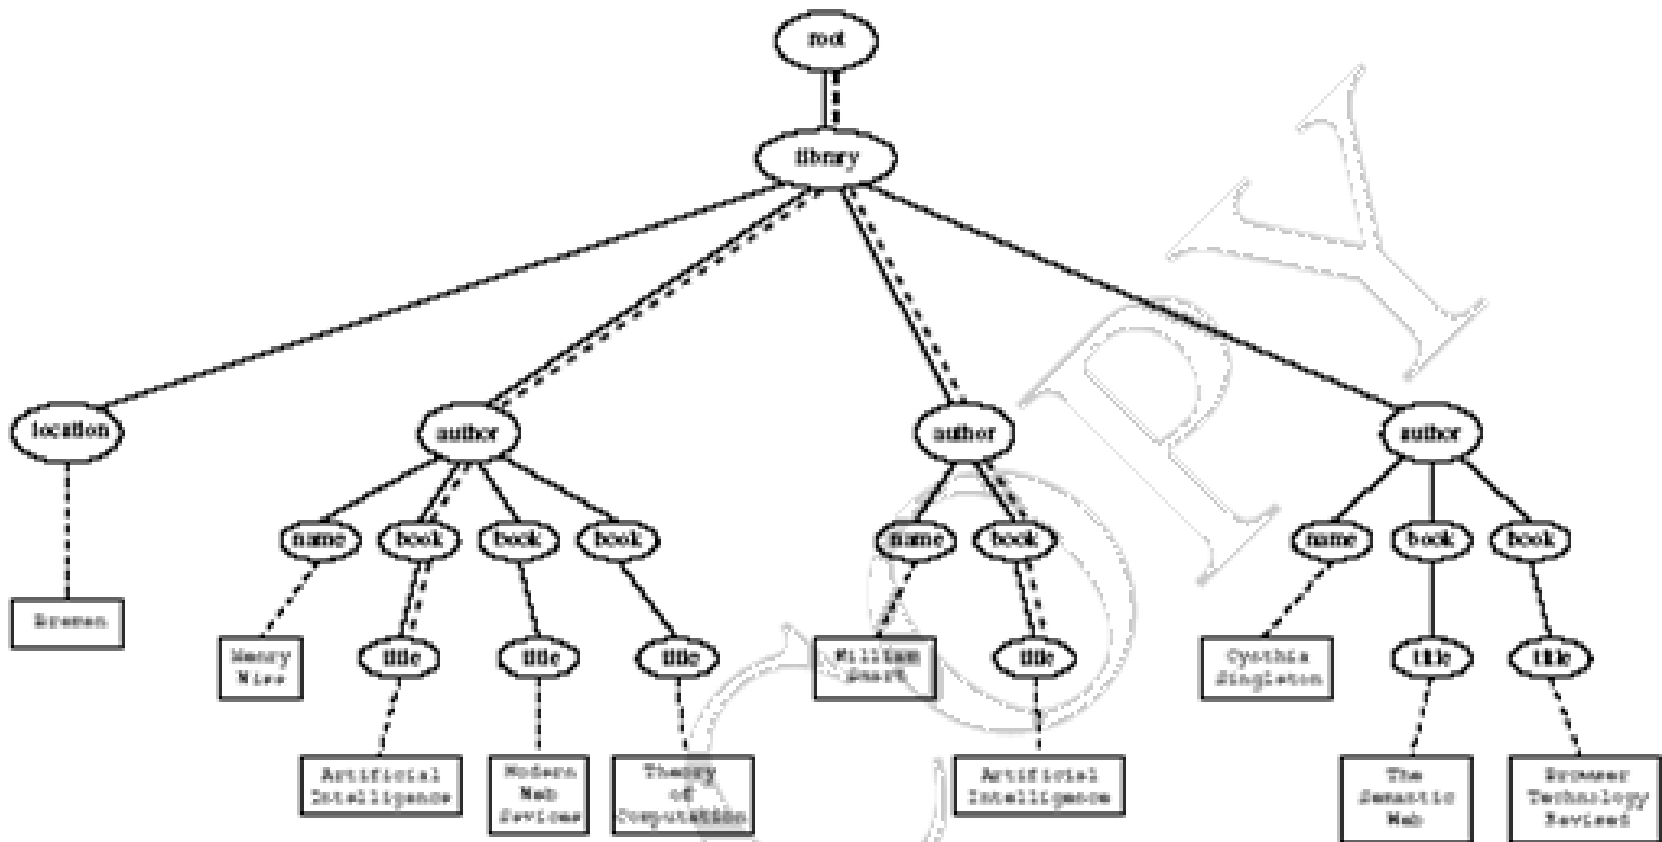 root
library
location
author
author
author
name
book
book
book
name
book
name
book
book
Bremen
title
title
title
title
title
title
Henry
Wise
William
Smart
Cynthia
Singleton
Artificial
Intelligence
Modern
Web
Theory
of
Computation
Artificial
Intelligence
The
Semantic
Web
Browser
Technology
Revised
COPY